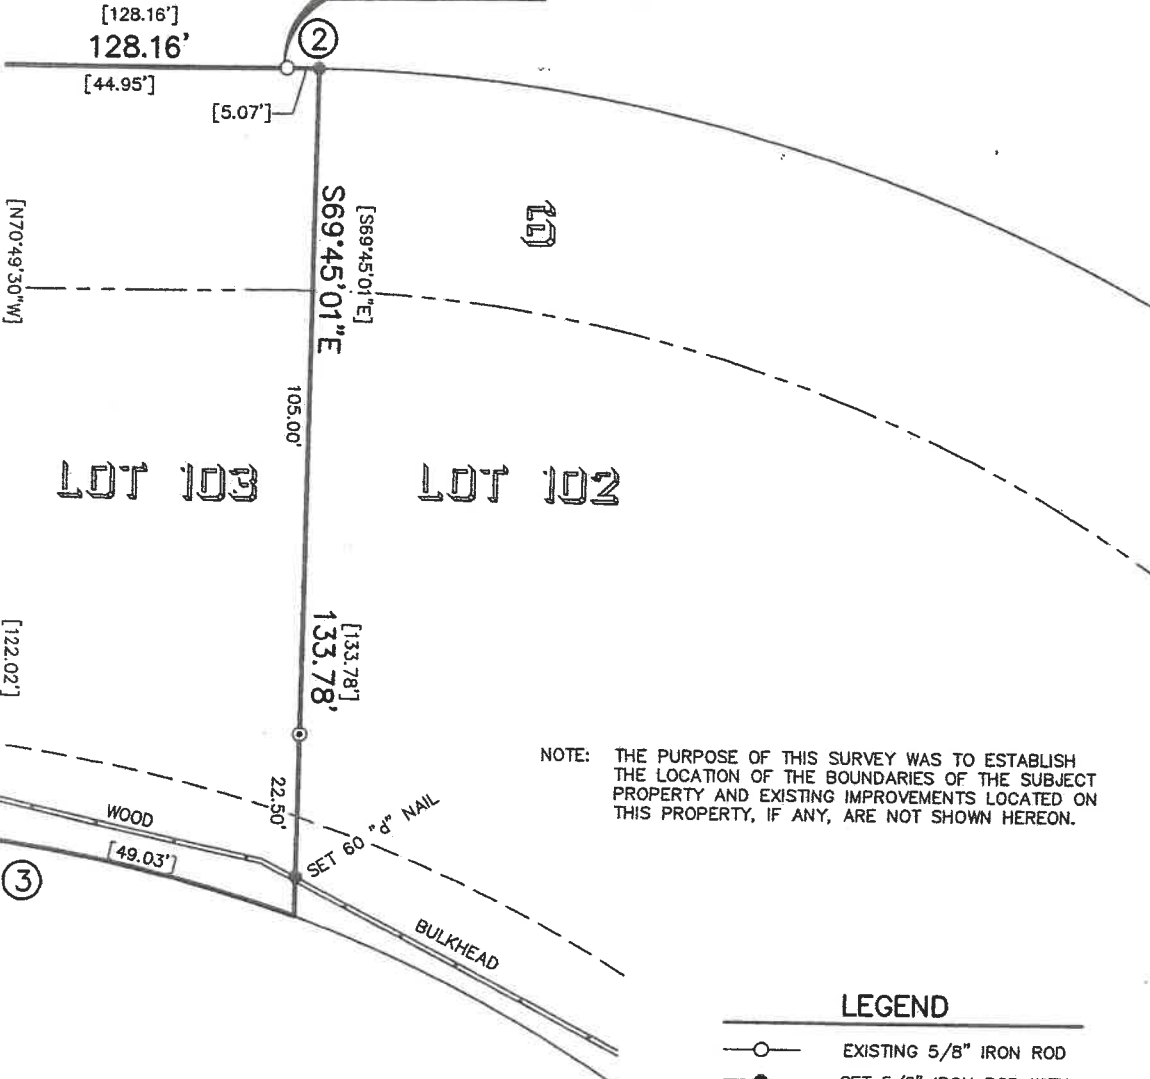 [128.16']
128.16'
2
[44.95']
[5.07']
[N70°49'30"W]
S69°45'01"E
[S69°45'01"E]
105.00'
LOT 103
LOT 102
[122.02']
133.78'
[133.78']
22.50'
NOTE: THE PURPOSE OF THIS SURVEY WAS TO ESTABLISH
THE LOCATION OF THE BOUNDARIES OF THE SUBJECT
PROPERTY AND EXISTING IMPROVEMENTS LOCATED ON
THIS PROPERTY, IF ANY, ARE NOT SHOWN HEREON.
WOOD
SET 60 "d" NAIL
[49.03']
3
BULKHEAD
LEGEND
EXISTING 5/8" IRON ROD